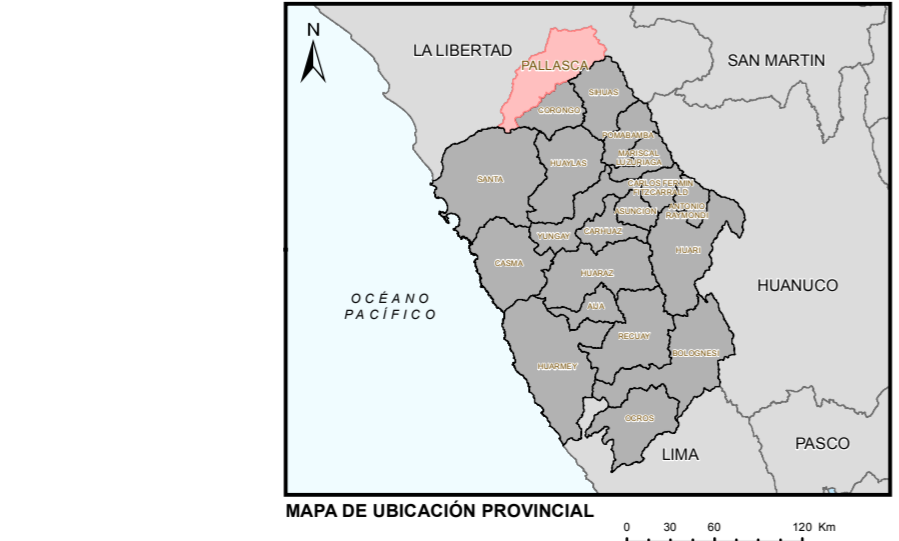 N
LA LIBERTAD
SAN MARTIN
PALLASCA
SIHUAS
CORONGO
POMABAMBA
MARISCAL
LUZURIAGA
HUAYLAS
SANTA
CARLOS FERMIN
FITZCARRALD
ANTONIO
RAYMONDI
ASUNCION
CARHUAZ
YUNGAY
HUARI
CASMA
HUARAZ
HUANUCO
OCÉANO
PACÍFICO
AIJA
RECUAY
BOLOGNESI
HUARMEY
OCROS
PASCO
LIMA
MAPA DE UBICACIÓN PROVINCIAL
0 30 60 120 Km